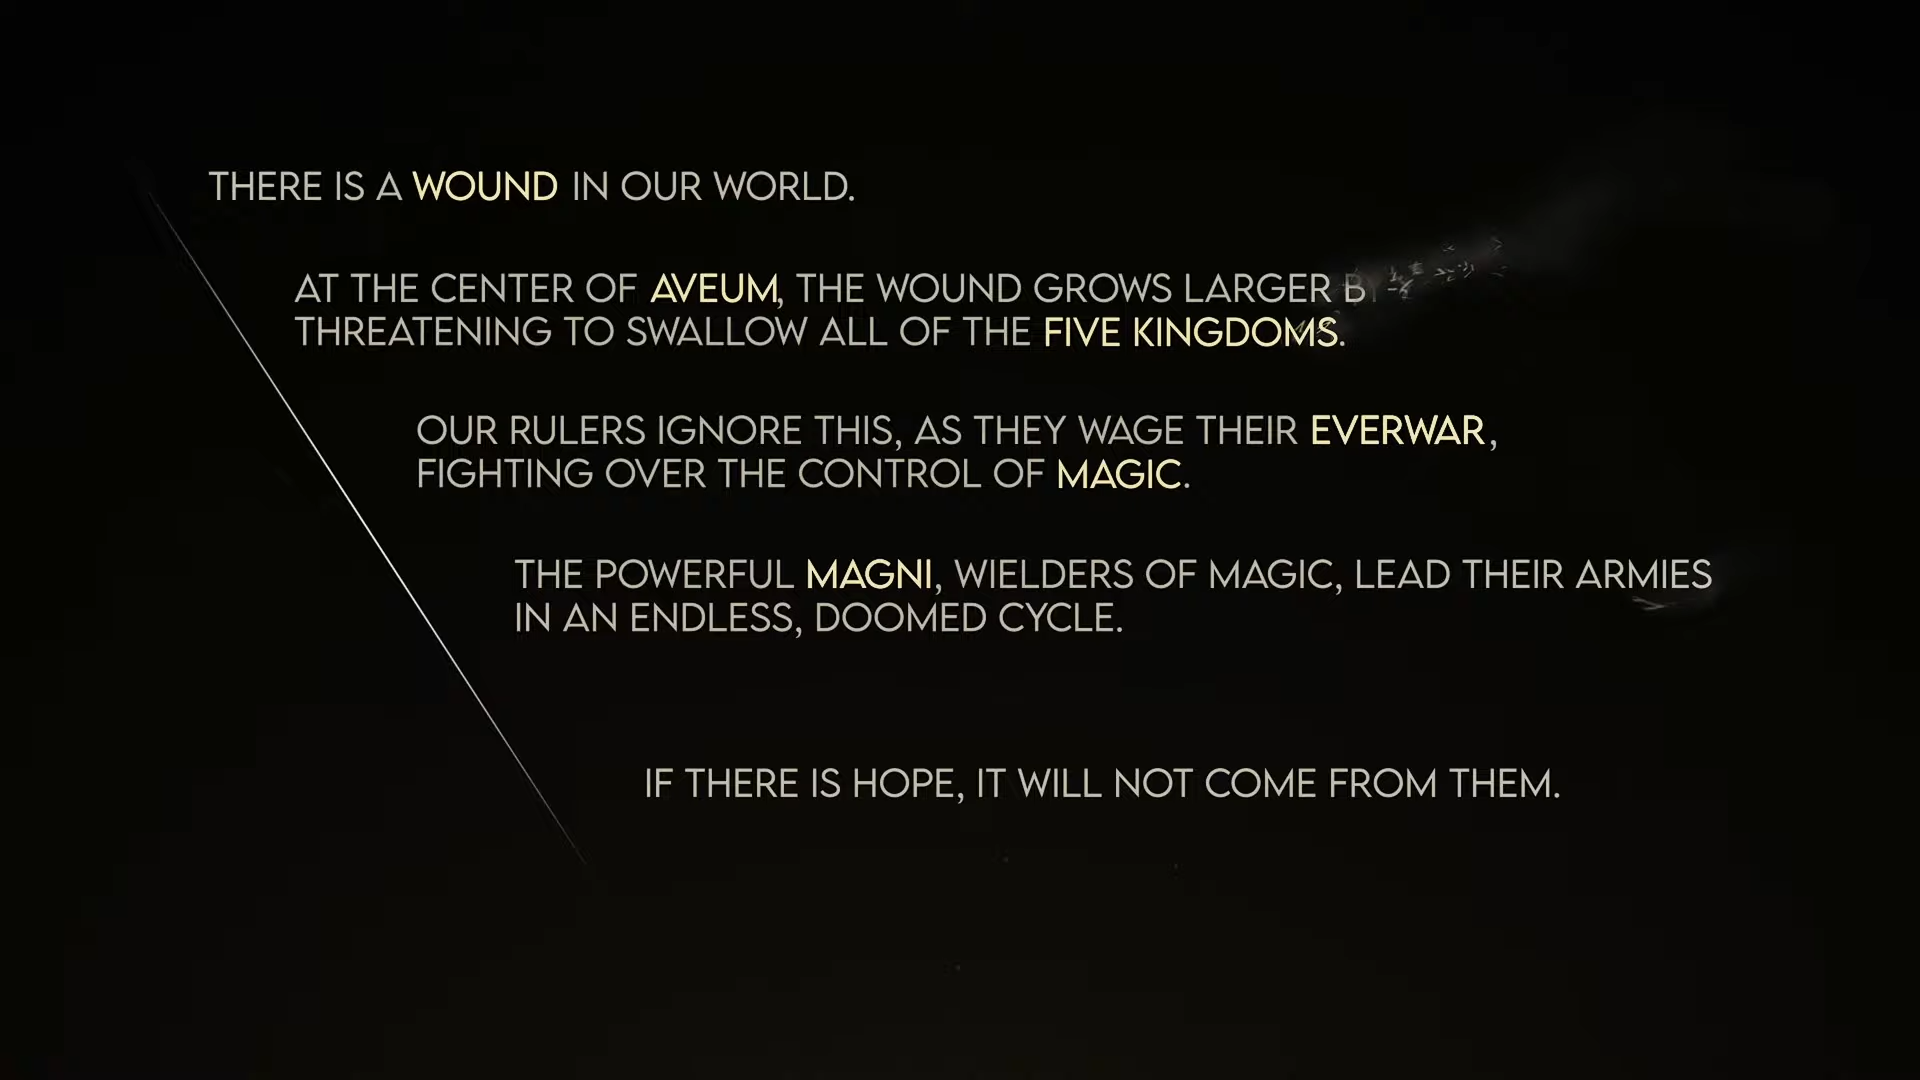 THERE IS A WOUND IN OUR WORLD.
AT THE CENTER OF AVEUM, THE WOUND GROWS LARGER
THREATENING TO SWALLOW ALL OF THE FIVE KINGDOMS.
OUR RULERS IGNORE THIS, AS THEY WAGE THEIR EVERWAR,
FIGHTING OVER THE CONTROL OF MAGIC.
THE POWERFUL MAGNI, WIELDERS OF MAGIC, LEAD THEIR ARMIES
IN AN ENDLESS, DOOMED CYCLE.
IF THERE IS HOPE, IT WILL NOT COME FROM THEM.